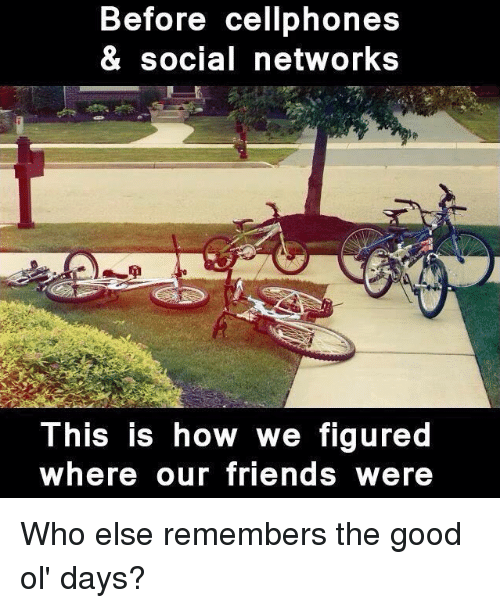 Before cellphones
& social networks
This is how we figured
where our friends were
Who else remembers the good
ol' days?